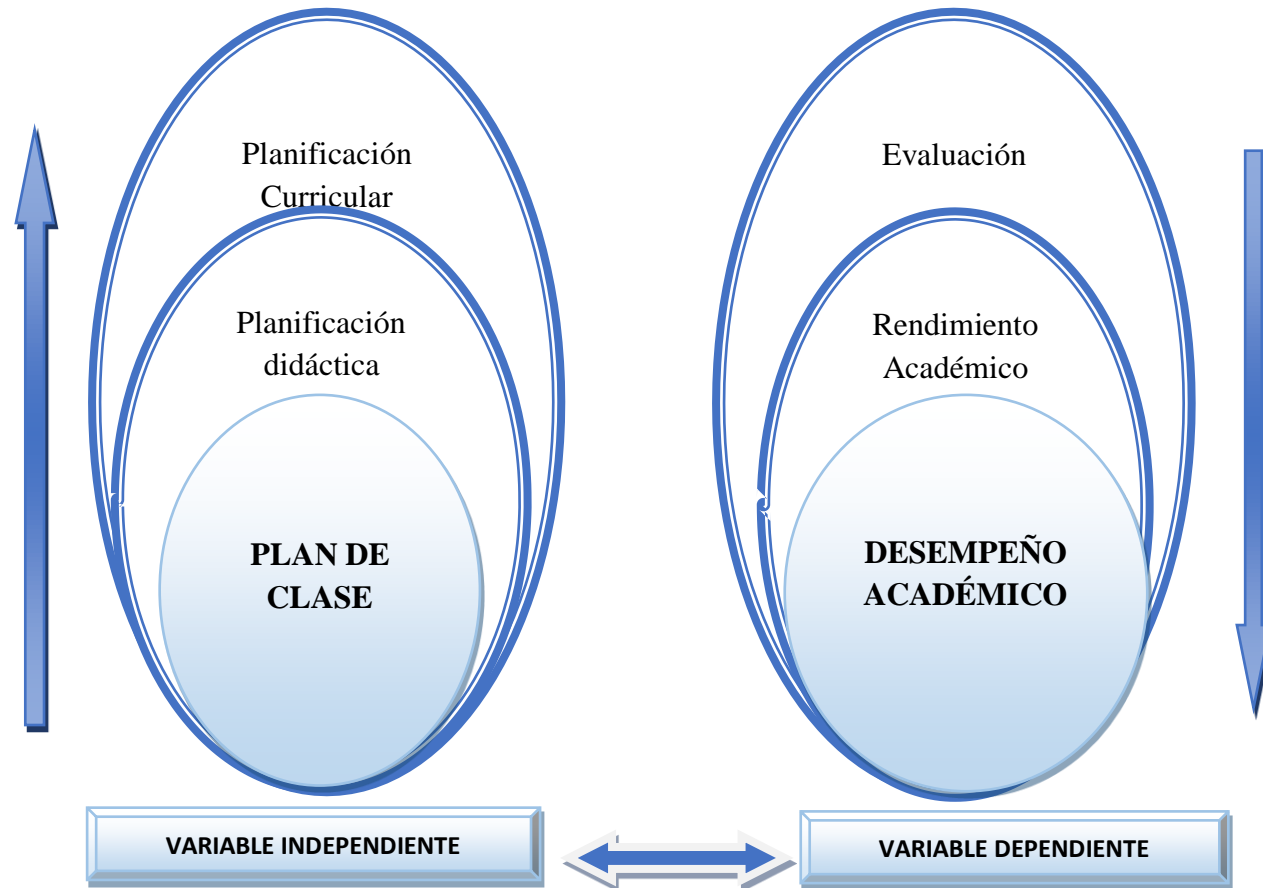 Planificación
Curricular
Planificación
didáctica
PLAN DE
CLASE
VARIABLE INDEPENDIENTE
Evaluación
Rendimiento
Académico
DESEMPEÑO
ACADÉMICO
VARIABLE DEPENDIENTE